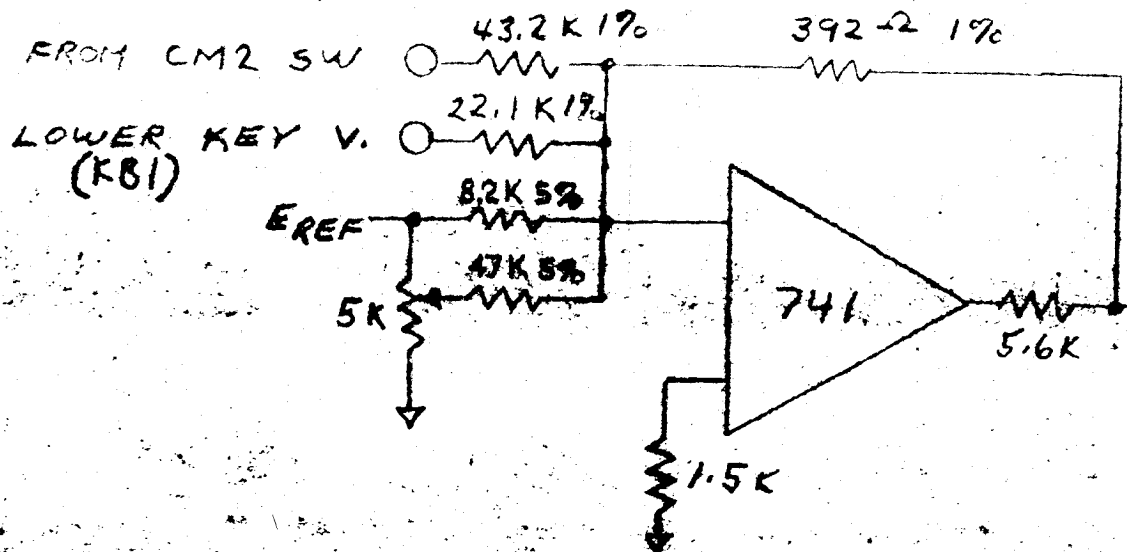 43.2 K 1% 392 Ω 1%
FROM CM2 SW
22.1 K 1%
LOWER KEY V.
(KB1)
8.2K 5%
EREF
47K 5%
5K
741
5.6K
1.5K